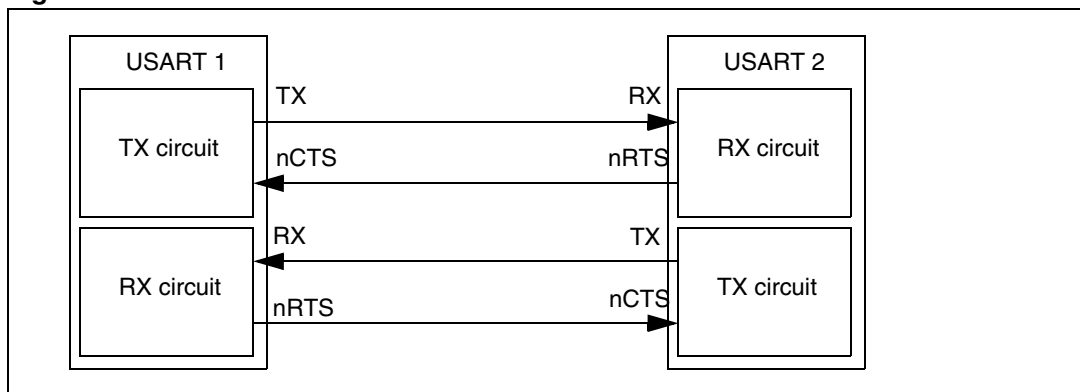 USART 1
USART 2
TX
RX
TX circuit
RX circuit
nCTS
nRTS
RX
TX
RX circuit
TX circuit
nRTS
nCTS